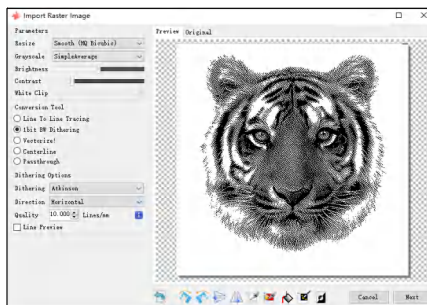 Import Raster Image
Parameters
Resize Smooth (HQ Bicubic)
Grayscale SimpleAverage
Brightness
Contrast
White Clip
Conversion Tool
Line To Line Tracing
1bit BW Dithering
Vectorize!
Centerline
Passthrough
Dithering Options
Dithering Atkinson
Direction Horizontal
Quality 10.000 Lines/mm
Line Preview
Preview Original
Cancel Next